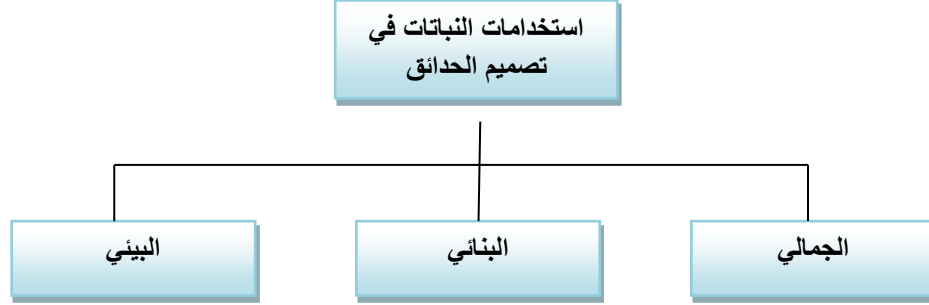 استخدامات النباتات في
تصميم الحدائق
الجمالي
البنائي
البيئي